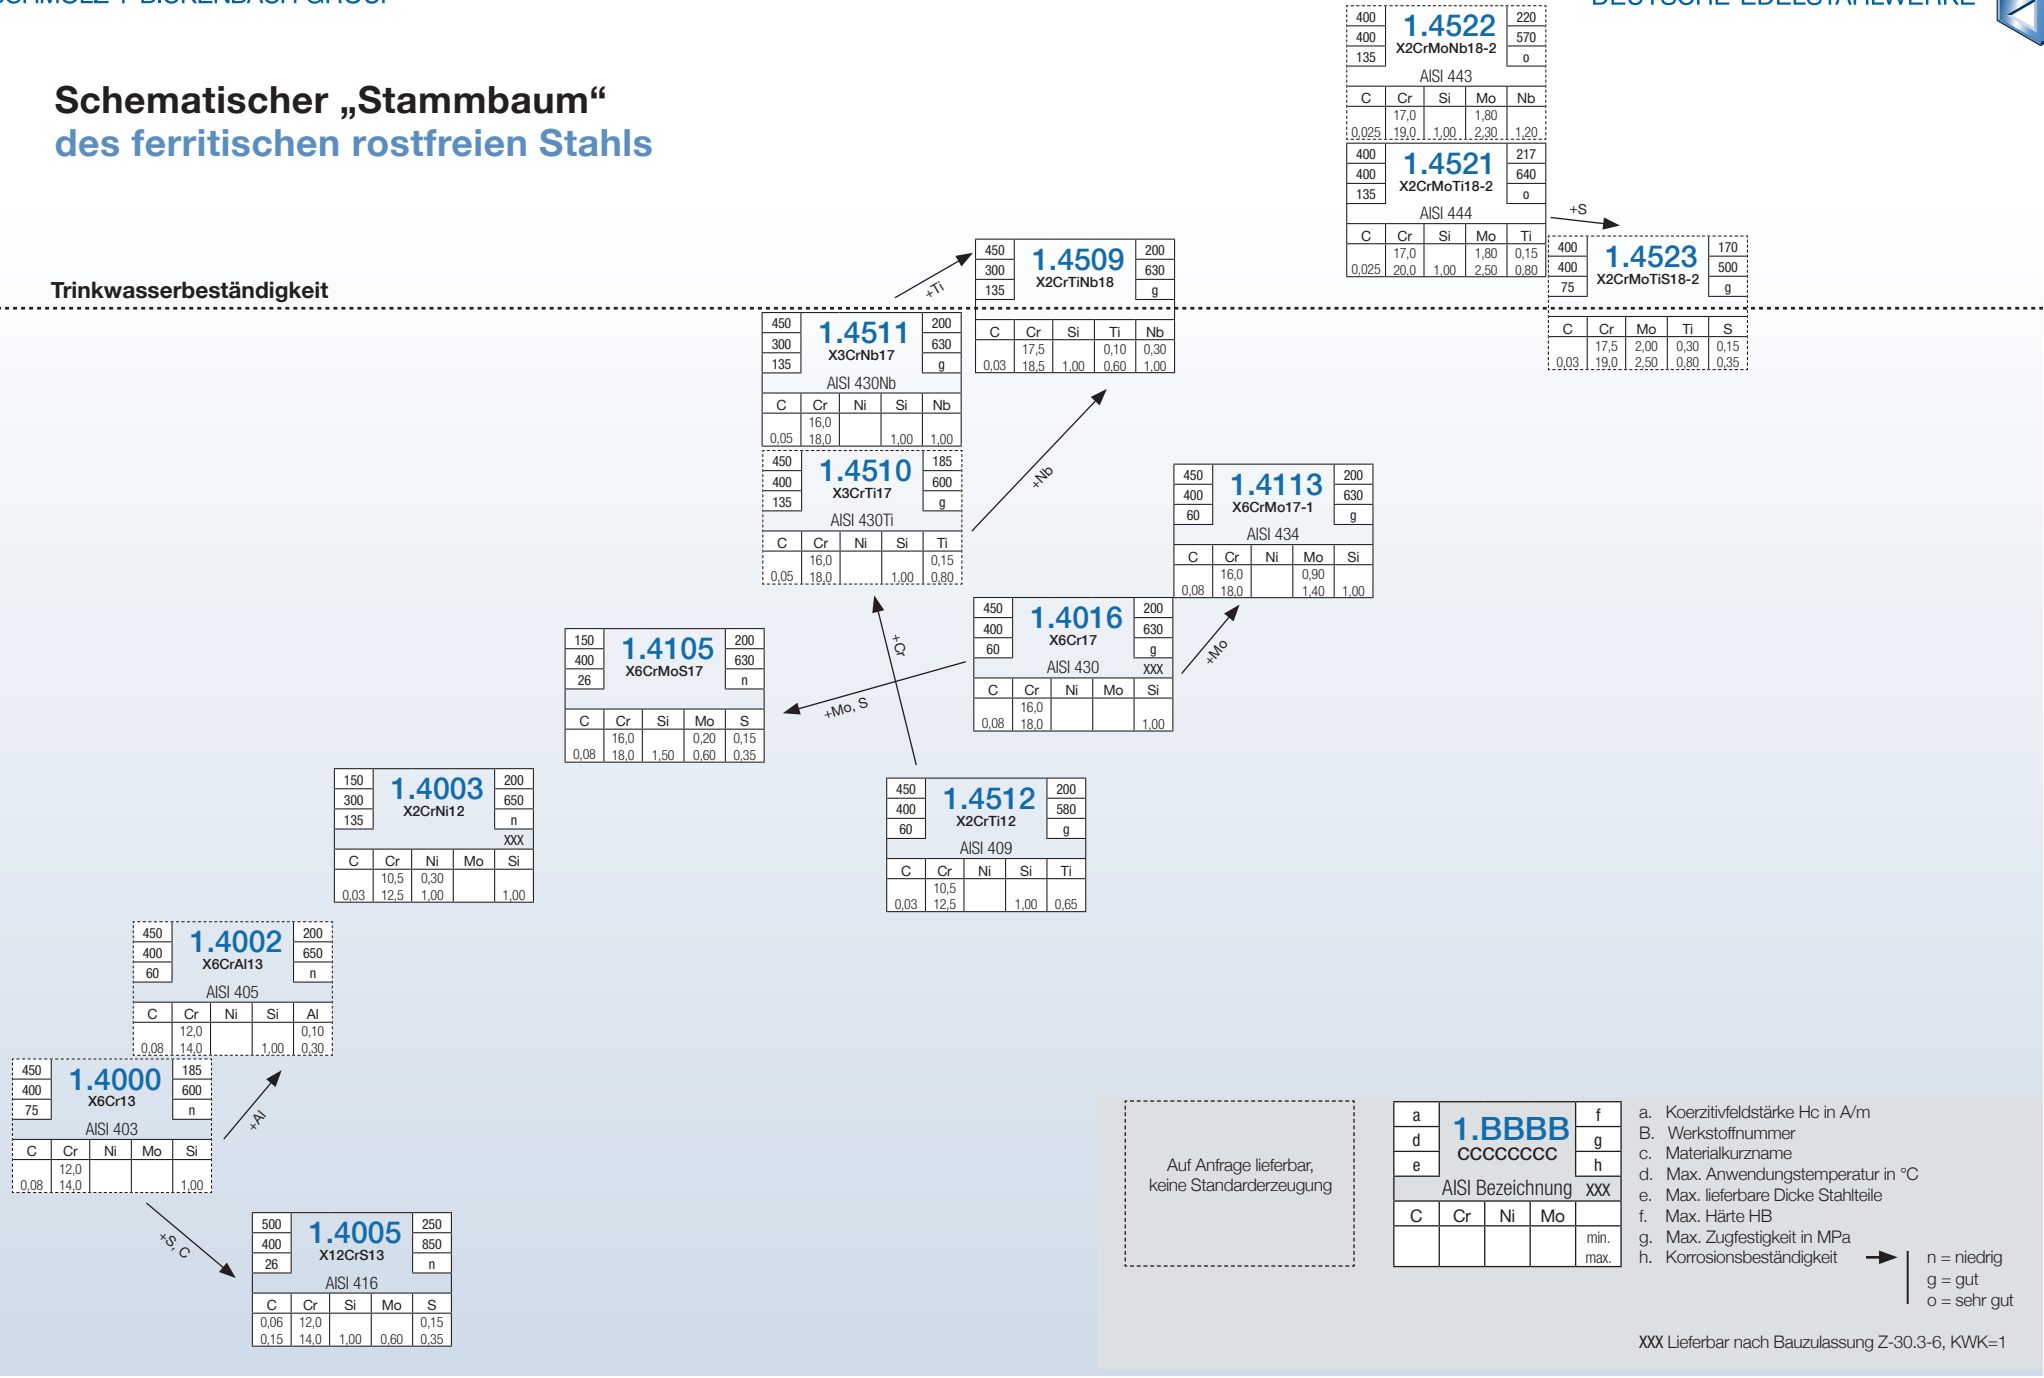 SCHMOLZ + BICKENBACH GROUP
DEUTSCHE EDELSTAHLWERKE
Schematischer „Stammbaum“
des ferritischen rostfreien Stahls
400 1.4522 220
400 X2CrMoNb18-2 570
135 o
AISI 443
C Cr Si Mo Nb
17,0 1,80
0,025 19,0 1,00 2,30 1,20
400 1.4521 217
400 X2CrMoTi18-2 640
135 o
AISI 444
C Cr Si Mo Ti
17,0 1,80 0,15
0,025 20,0 1,00 2,50 0,80
+S
400 1.4523 170
400 X2CrMoTiS18-2 500
75 g
C Cr Mo Ti S
17,5 2,00 0,30 0,15
0,03 19,0 2,50 0,80 0,35
Trinkwasserbeständigkeit
+Ti
450 1.4509 200
300 X2CrTiNb18 630
135 g
C Cr Si Ti Nb
17,5 0,10 0,30
0,03 18,5 1,00 0,60 1,00
450 1.4511 200
300 X3CrNb17 630
135 g
AISI 430Nb
C Cr Ni Si Nb
16,0
0,05 18,0 1,00 1,00
450 1.4510 185
400 X3CrTi17 600
135 g
AISI 430Ti
C Cr Ni Si Ti
16,0 0,15
0,05 18,0 1,00 0,80
+Nb
450 1.4113 200
400 X6CrMo17-1 630
60 g
AISI 434
C Cr Ni Mo Si
16,0 0,90
0,08 18,0 1,40 1,00
450 1.4016 200
400 X6Cr17 630
60 g
AISI 430 XXX
C Cr Ni Mo Si
16,0
0,08 18,0 1,00
+Mo
+Cr
+Mo, S
150 1.4105 200
400 X6CrMoS17 630
26 n
C Cr Si Mo S
16,0 0,20 0,15
0,08 18,0 1,50 0,60 0,35
150 1.4003 200
300 X2CrNi12 650
135 n
XXX
C Cr Ni Mo Si
10,5 0,30
0,03 12,5 1,00 1,00
450 1.4512 200
400 X2CrTi12 580
60 g
AISI 409
C Cr Ni Si Ti
10,5
0,03 12,5 1,00 0,65
450 1.4002 200
400 X6CrAl13 650
60 n
AISI 405
C Cr Ni Si Al
12,0 0,10
0,08 14,0 1,00 0,30
450 1.4000 185
400 X6Cr13 600
75 n
AISI 403
C Cr Ni Mo Si
12,0
0,08 14,0 1,00
+Al
+S, C
500 1.4005 250
400 X12CrS13 850
26 n
AISI 416
C Cr Si Mo S
0,06 12,0 0,15
0,15 14,0 1,00 0,60 0,35
Auf Anfrage lieferbar,
keine Standarderzeugung
a 1.BBBB f
d CCCCCCCC g
e h
AISI Bezeichnung XXX
C Cr Ni Mo
min.
max.
a. Koerzitivfeldstärke Hc in A/m
B. Werkstoffnummer
c. Materialkurzname
d. Max. Anwendungstemperatur in °C
e. Max. lieferbare Dicke Stahlteile
f. Max. Härte HB
g. Max. Zugfestigkeit in MPa
h. Korrosionsbeständigkeit
n = niedrig
g = gut
o = sehr gut
XXX Lieferbar nach Bauzulassung Z-30.3-6, KWK=1